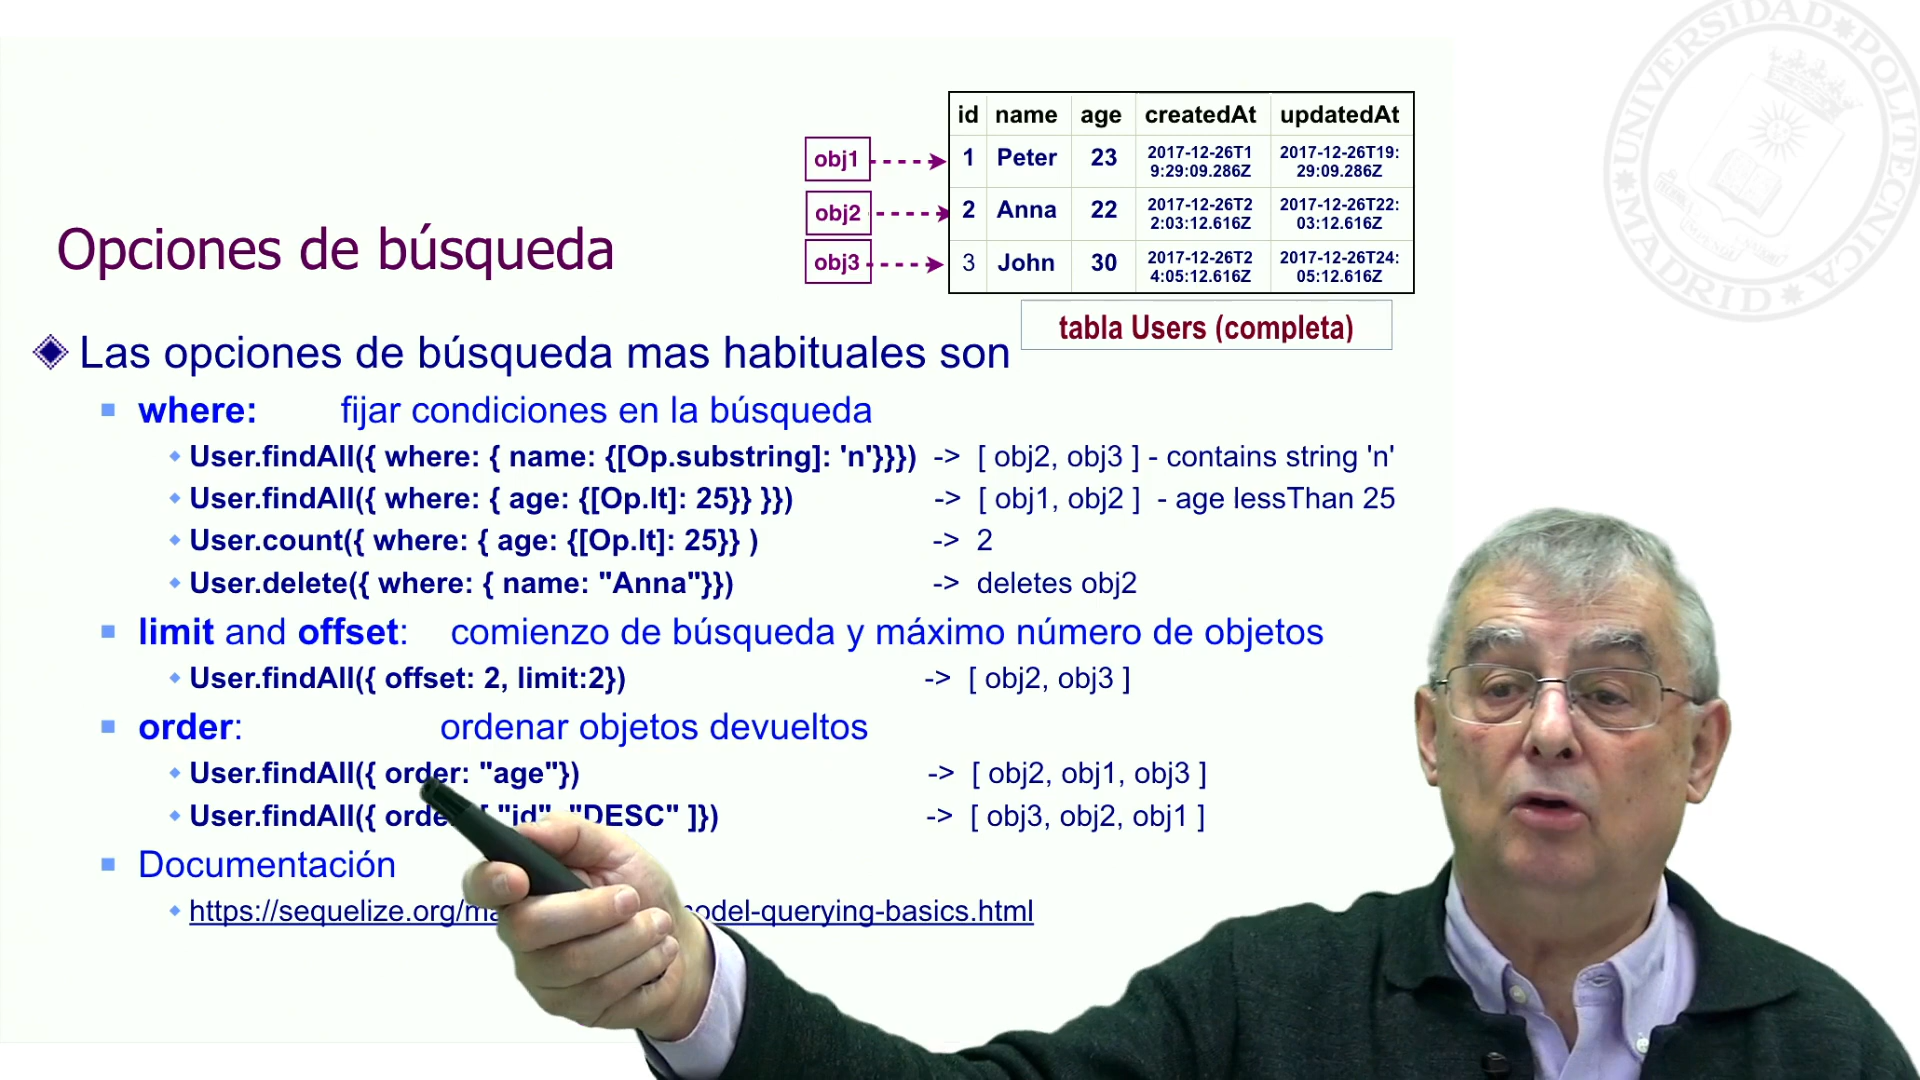 id name age createdAt updatedAt
obj1 1 Peter 23 2017-12-26T1 2017-12-26T19:
9:29:09.286Z 29:09.286Z
obj2 2 Anna 22 2017-12-26T2 2017-12-26T22:
2:03:12.616Z 03:12.616Z
obj3 3 John 30 2017-12-26T2 2017-12-26T24:
4:05:12.616Z 05:12.616Z
tabla Users (completa)
UNIVERSIDAD POLITECNICA
MADRID
Opciones de búsqueda
Las opciones de búsqueda mas habituales son
where: fijar condiciones en la búsqueda
User.findAll({ where: { name: {[Op.substring]: 'n'}}}) -> [ obj2, obj3 ] - contains string 'n'
User.findAll({ where: { age: {[Op.lt]: 25}} }}) -> [ obj1, obj2 ] - age lessThan 25
User.count({ where: { age: {[Op.lt]: 25}} ) -> 2
User.delete({ where: { name: "Anna"}}) -> deletes obj2
limit and offset: comienzo de búsqueda y máximo número de objetos
User.findAll({ offset: 2, limit:2}) -> [ obj2, obj3 ]
order: ordenar objetos devueltos
User.findAll({ order: "age"}) -> [ obj2, obj1, obj3 ]
User.findAll({ orde "id", "DESC" ]}) -> [ obj3, obj2, obj1 ]
Documentación
https://sequelize.org/ma odel-querying-basics.html